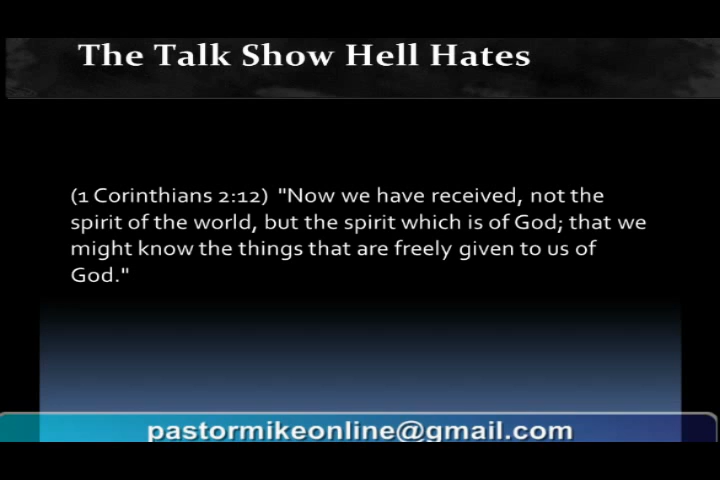 The Talk Show Hell Hates
(1 Corinthians 2:12)  "Now we have received, not the
spirit of the world, but the spirit which is of God; that we
might know the things that are freely given to us of
God."
pastormikeonline@gmail.com